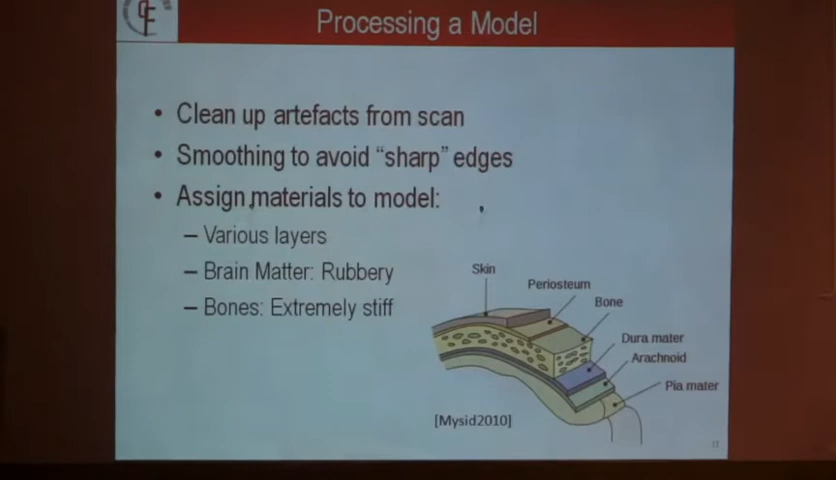 Processing a Model
• Clean up artefacts from scan
• Smoothing to avoid “sharp” edges
• Assign materials to model:
– Various layers
– Brain Matter: Rubbery
– Bones: Extremely stiff
Skin
Periosteum
Bone
Dura mater
Arachnoid
Pia mater
[Mysid2010]